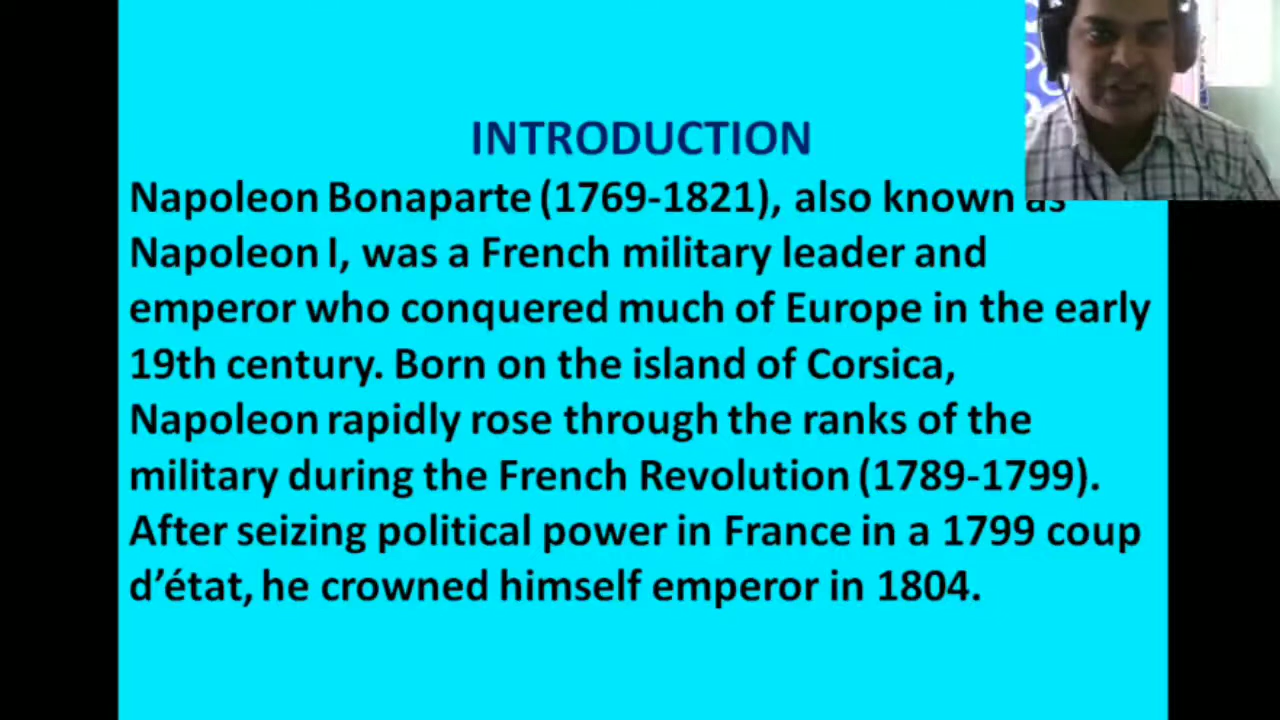 INTRODUCTION
Napoleon Bonaparte (1769-1821), also known as
Napoleon I, was a French military leader and
emperor who conquered much of Europe in the early
19th century. Born on the island of Corsica,
Napoleon rapidly rose through the ranks of the
military during the French Revolution (1789-1799).
After seizing political power in France in a 1799 coup
d’état, he crowned himself emperor in 1804.